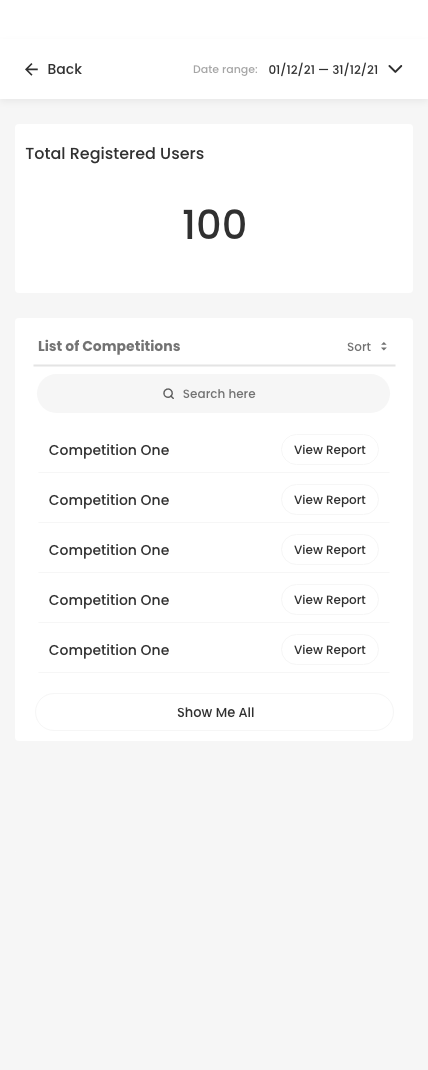 Back
Date range: 01/12/21 — 31/12/21
Total Registered Users
100
List of Competitions
Sort
Search here
Competition One
View Report
Competition One
View Report
Competition One
View Report
Competition One
View Report
Competition One
View Report
Show Me All